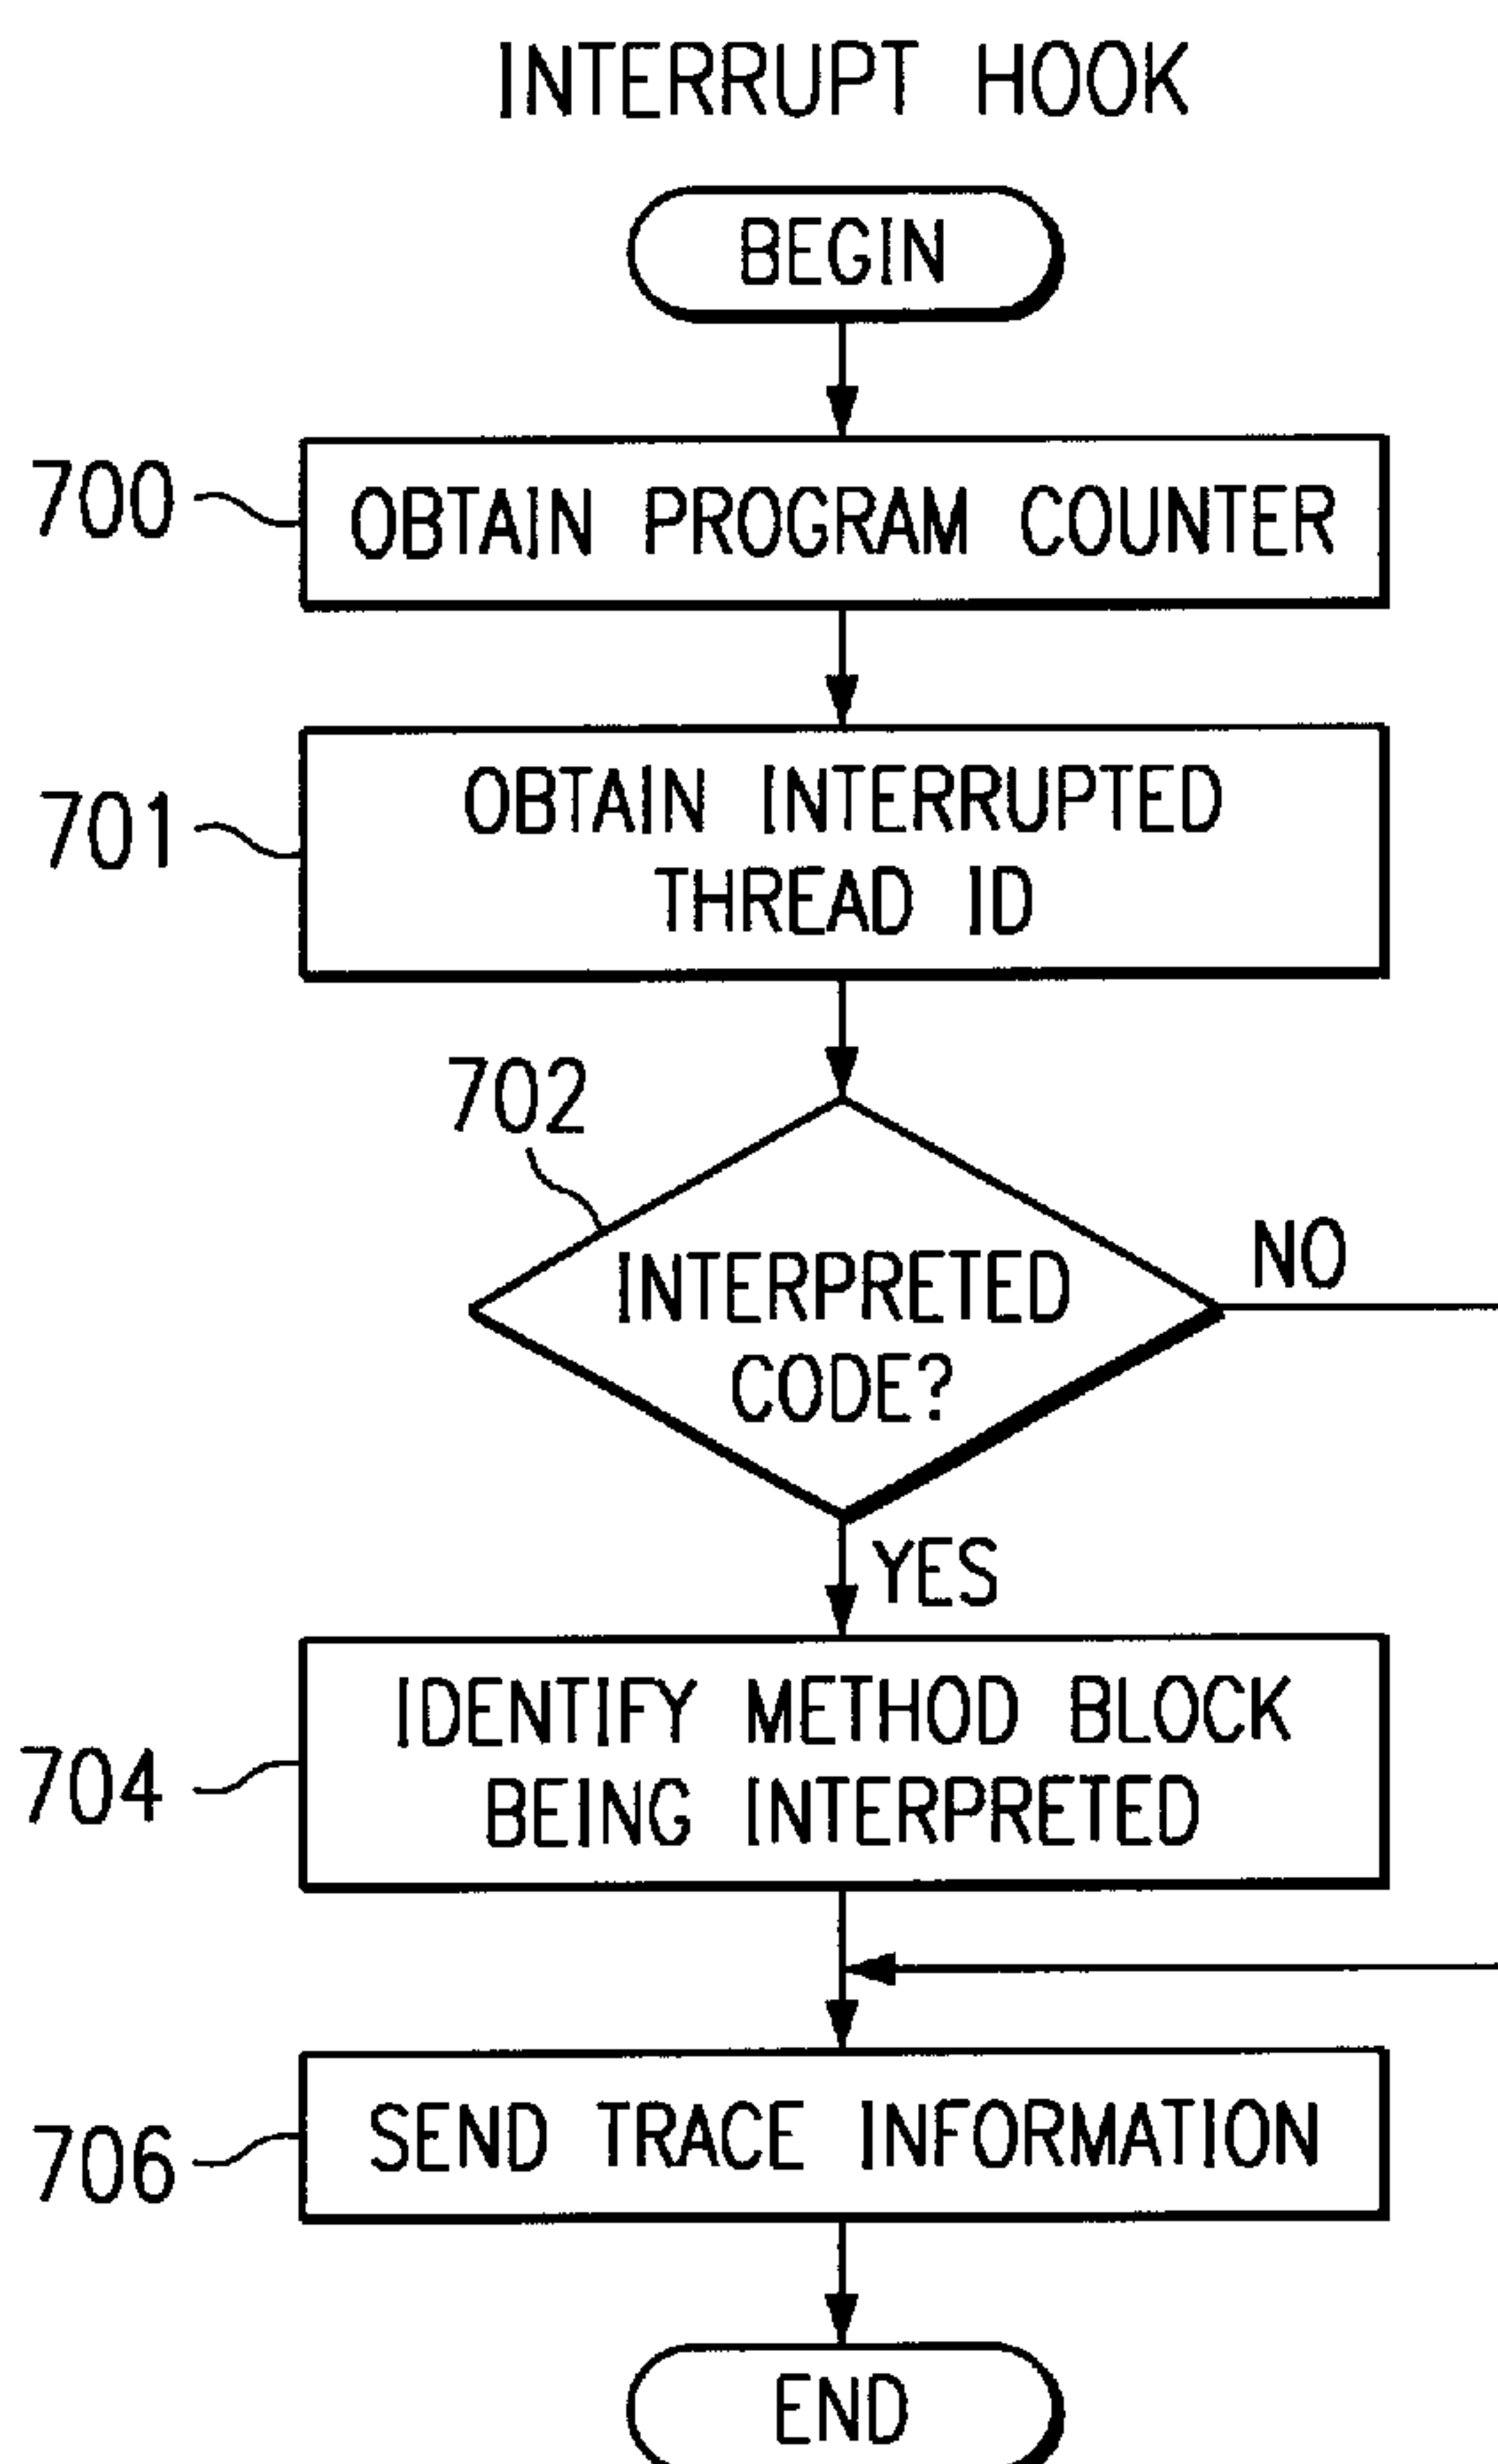 INTERRUPT HOOK
BEGIN
700
OBTAIN PROGRAM COUNTER
701
OBTAIN INTERRUPTED
THREAD ID
702
INTERPRETED
CODE?
NO
YES
704
IDENTIFY METHOD BLOCK
BEING INTERPRETED
706
SEND TRACE INFORMATION
END